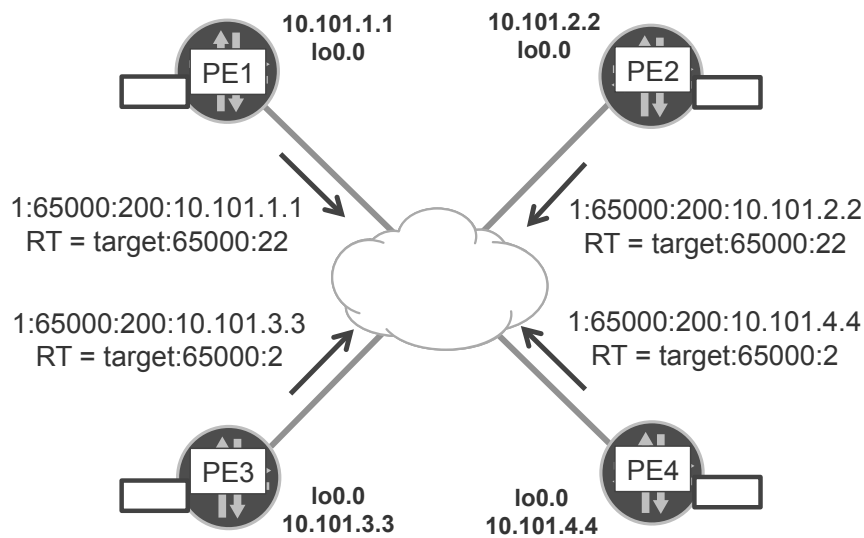 10.101.1.1
lo0.0
PE1
10.101.2.2
lo0.0
PE2
1:65000:200:10.101.1.1
RT = target:65000:22
1:65000:200:10.101.2.2
RT = target:65000:22
1:65000:200:10.101.3.3
RT = target:65000:2
1:65000:200:10.101.4.4
RT = target:65000:2
PE3
lo0.0
10.101.3.3
PE4
lo0.0
10.101.4.4